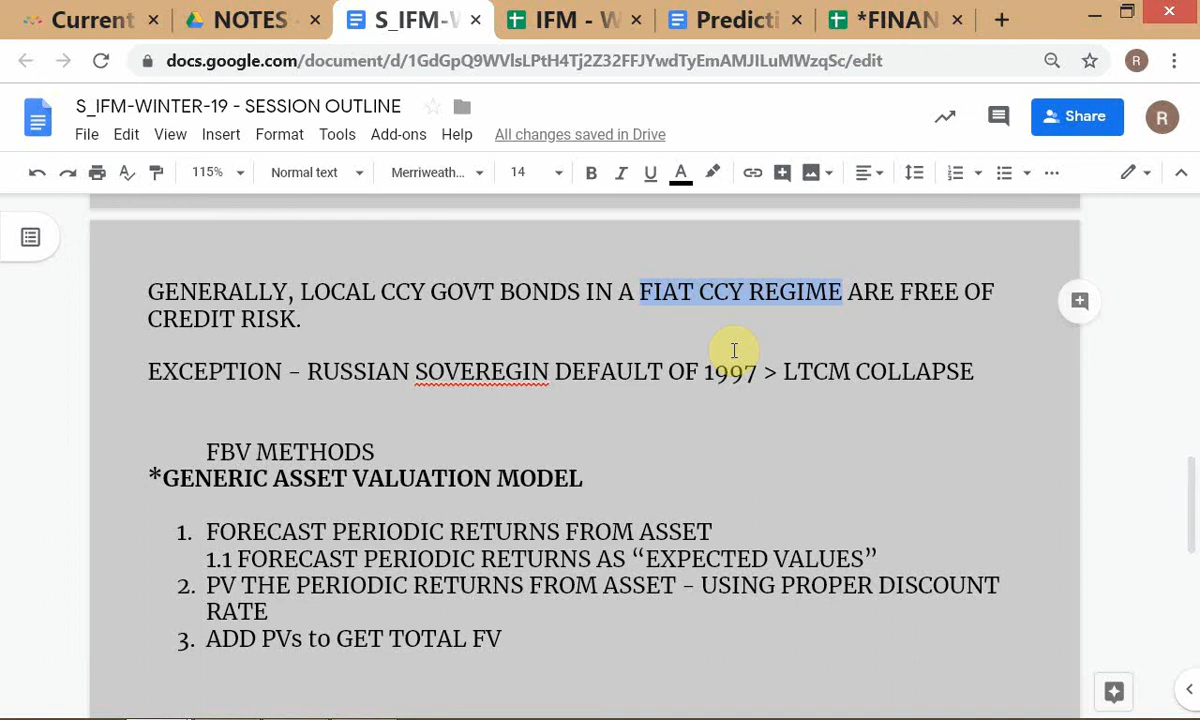 Current
NOTES
S_IFM-W
IFM - W
Predicti
*FINAN
docs.google.com/document/d/1GdGpQ9WVlsLPtH4Tj2Z32FFJYwdTyEmAMJILuMWzqSc/edit
R
S_IFM-WINTER-19 - SESSION OUTLINE
Share
R
File Edit View Insert Format Tools Add-ons Help All changes saved in Drive
115% Normal text Merriweath... 14 B I U A
GENERALLY, LOCAL CCY GOVT BONDS IN A FIAT CCY REGIME ARE FREE OF
CREDIT RISK.
EXCEPTION – RUSSIAN SOVEREGIN DEFAULT OF 1997 > LTCM COLLAPSE
FBV METHODS
*GENERIC ASSET VALUATION MODEL
1. FORECAST PERIODIC RETURNS FROM ASSET
1.1 FORECAST PERIODIC RETURNS AS “EXPECTED VALUES”
2. PV THE PERIODIC RETURNS FROM ASSET – USING PROPER DISCOUNT
RATE
3. ADD PVs to GET TOTAL FV